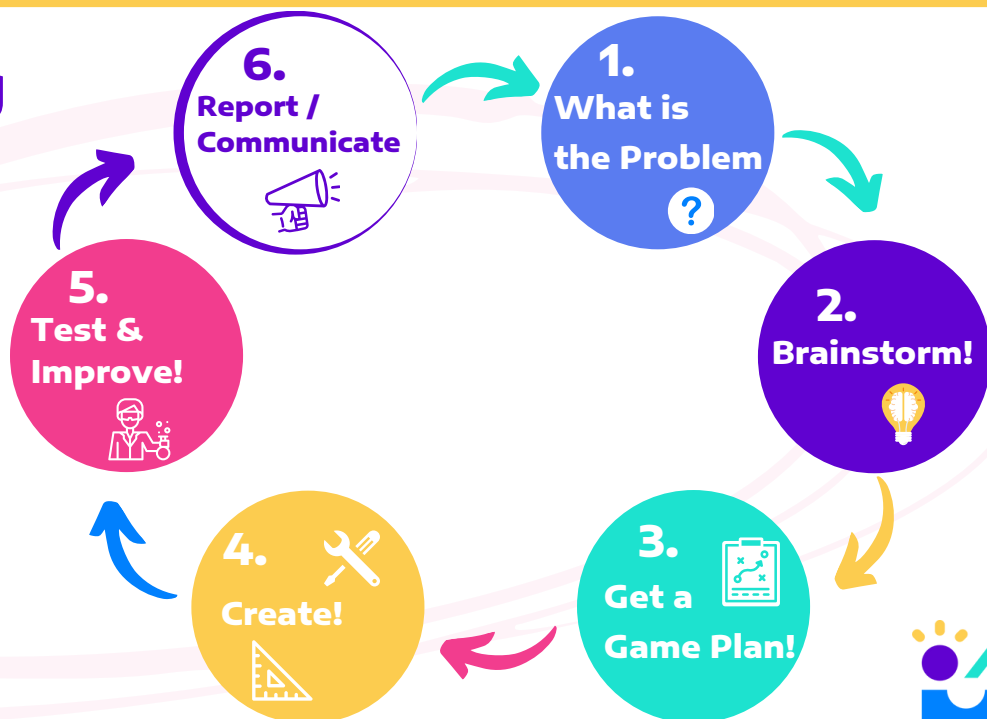 1.
What is
the Problem
?
2.
Brainstorm!
3.
Get a
Game Plan!
4.
Create!
5.
Test &
Improve!
6.
Report /
Communicate